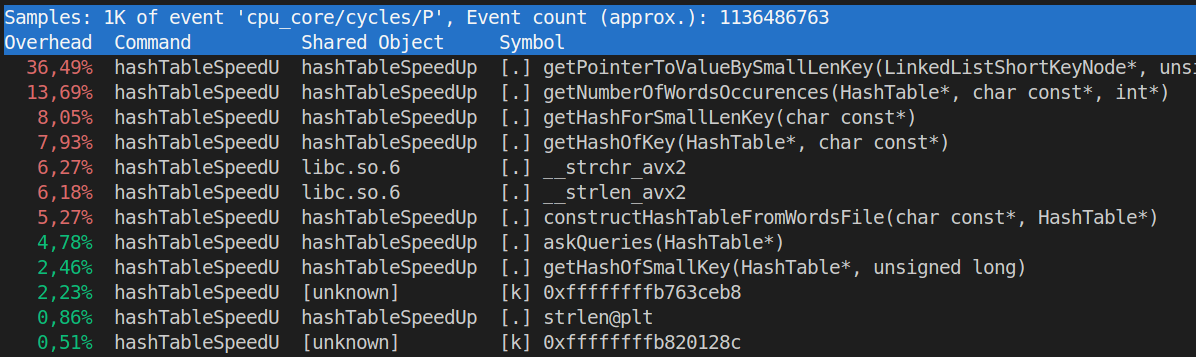 Samples: 1K of event 'cpu_core/cycles/P', Event count (approx.): 1136486763
Overhead  Command          Shared Object     Symbol
36,49%  hashTableSpeedU  hashTableSpeedUp  [.] getPointerToValueBySmallLenKey(LinkedListShortKeyNode*, uns
13,69%  hashTableSpeedU  hashTableSpeedUp  [.] getNumberOfWordsOccurences(HashTable*, char const*, int*)
8,05%  hashTableSpeedU  hashTableSpeedUp  [.] getHashForSmallLenKey(char const*)
7,93%  hashTableSpeedU  hashTableSpeedUp  [.] getHashOfKey(HashTable*, char const*)
6,27%  hashTableSpeedU  libc.so.6         [.] __strchr_avx2
6,18%  hashTableSpeedU  libc.so.6         [.] __strlen_avx2
5,27%  hashTableSpeedU  hashTableSpeedUp  [.] constructHashTableFromWordsFile(char const*, HashTable*)
4,78%  hashTableSpeedU  hashTableSpeedUp  [.] askQueries(HashTable*)
2,46%  hashTableSpeedU  hashTableSpeedUp  [.] getHashOfSmallKey(HashTable*, unsigned long)
2,23%  hashTableSpeedU  [unknown]         [k] 0xffffffffb763ceb8
0,86%  hashTableSpeedU  hashTableSpeedUp  [.] strlen@plt
0,51%  hashTableSpeedU  [unknown]         [k] 0xffffffffb820128c